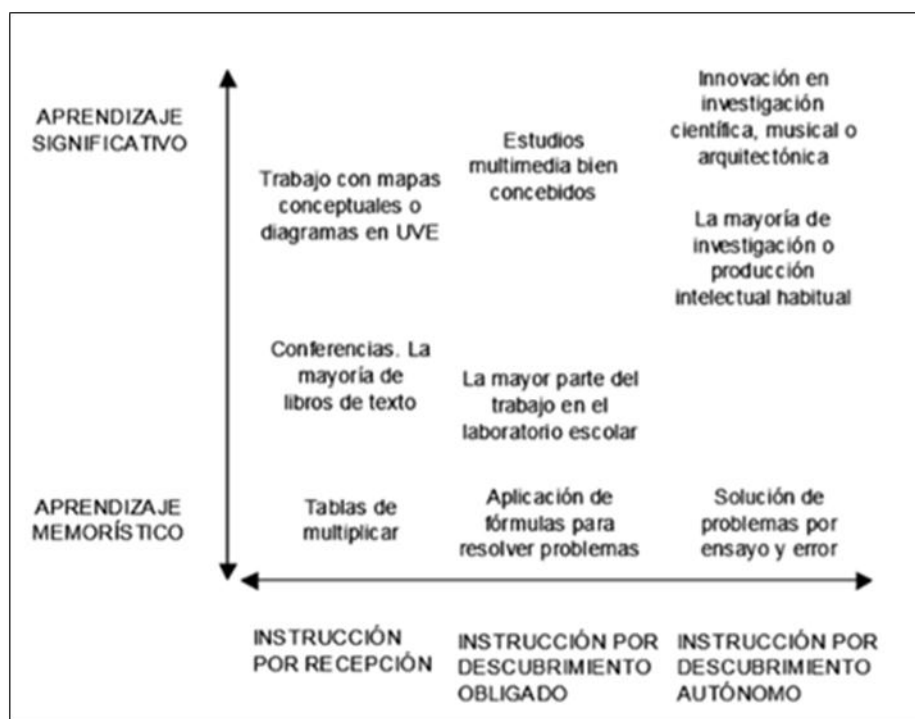 APRENDIZAJE
SIGNIFICATIVO
Trabajo con mapas
conceptuales o
diagramas en UVE
Estudios
multimedia bien
concebidos
Innovación en
investigación
científica, musical o
arquitectónica
La mayoría de
investigación o
producción
intelectual habitual
Conferencias. La
mayoría de
libros de texto
La mayor parte del
trabajo en el
laboratorio escolar
APRENDIZAJE
MEMORÍSTICO
Tablas de
multiplicar
Aplicación de
fórmulas para
resolver problemas
Solución de
problemas por
ensayo y error
INSTRUCCIÓN
POR RECEPCIÓN
INSTRUCCIÓN POR
DESCUBRIMIENTO
OBLIGADO
INSTRUCCIÓN POR
DESCUBRIMIENTO
AUTÓNOMO